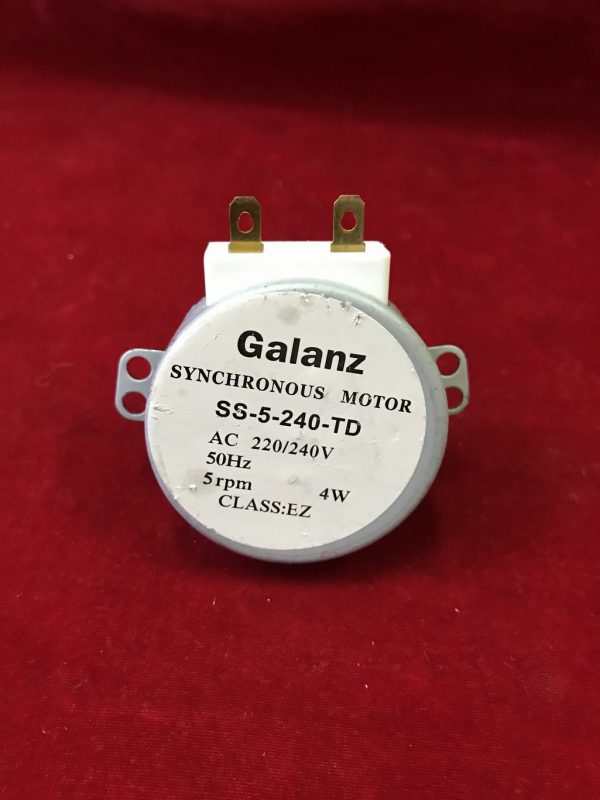 Galanz
SYNCHRONOUS MOTOR
SS-5-240-TD
AC 220/240V
50Hz
5rpm 4W
CLASS:EZ